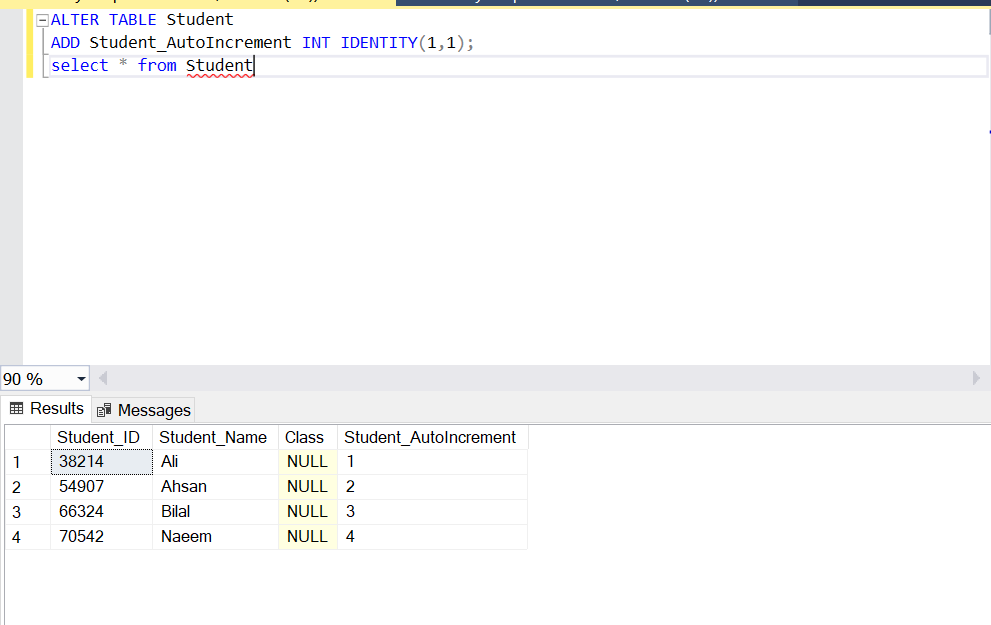 ALTER TABLE Student
ADD Student_AutoIncrement INT IDENTITY(1,1);
select * from Student
90 %
Results Messages
Student_ID Student_Name Class Student_AutoIncrement
1 38214 Ali NULL 1
2 54907 Ahsan NULL 2
3 66324 Bilal NULL 3
4 70542 Naeem NULL 4